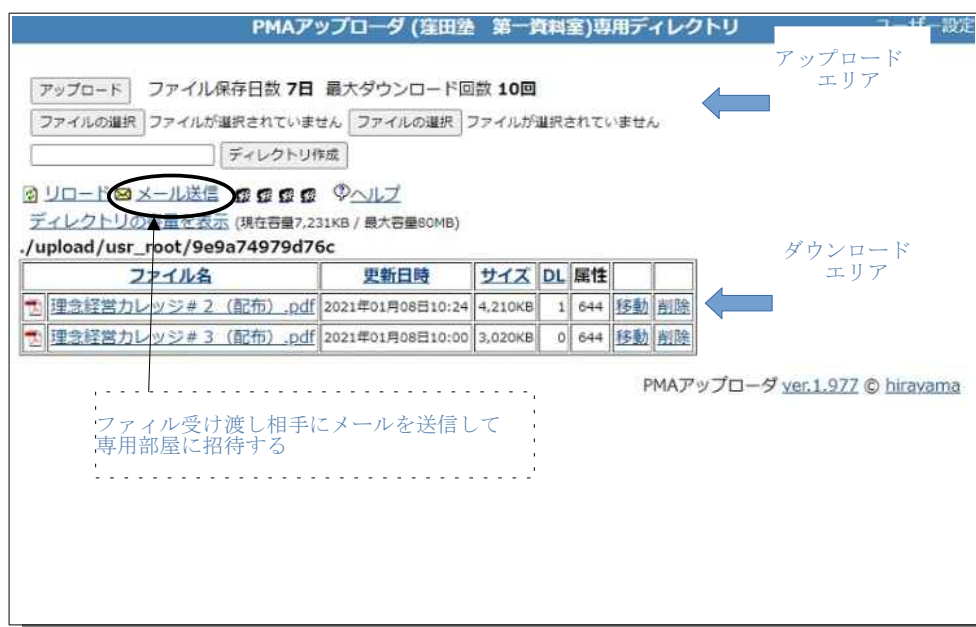 PMAアップローダ (窪田塾 第一資料室)専用ディレクトリ ユーザー設定
アップロード
エリア
アップロード ファイル保存日数 7日 最大ダウンロード回数 10回
ファイルの選択 ファイルが選択されていません ファイルの選択 ファイルが選択されていません
ディレクトリ作成
リロード メール送信 ヘルプ
ディレクトリの容量を表示 (現在容量7,231KB / 最大容量80MB)
./upload/usr_root/9e9a74979d76c
ダウンロード
エリア
ファイル名 更新日時 サイズ DL 属性
理念経営カレッジ#2(配布).pdf 2021年01月08日10:24 4,210KB 1 644 移動 削除
理念経営カレッジ#3(配布).pdf 2021年01月08日10:00 3,020KB 0 644 移動 削除
PMAアップローダ ver.1.977 © hirayama
ファィル受け渡し相手にメールを送信して
専用部屋に招待する